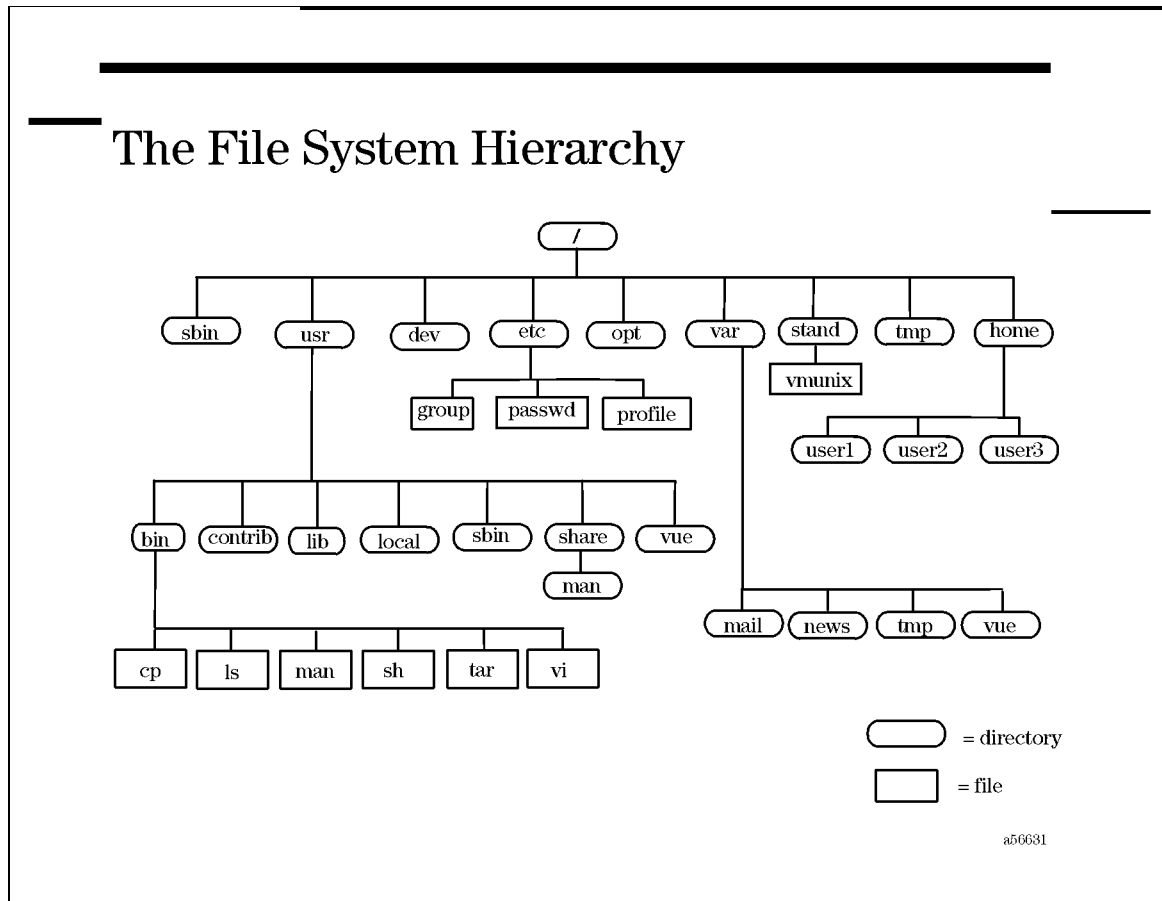 The File System Hierarchy
/
sbin usr dev etc opt var stand tmp home
vmunix
group passwd profile
user1 user2 user3
bin contrib lib local sbin share vue
man
mail news tmp vue
cp ls man sh tar vi
= directory
= file
a56631